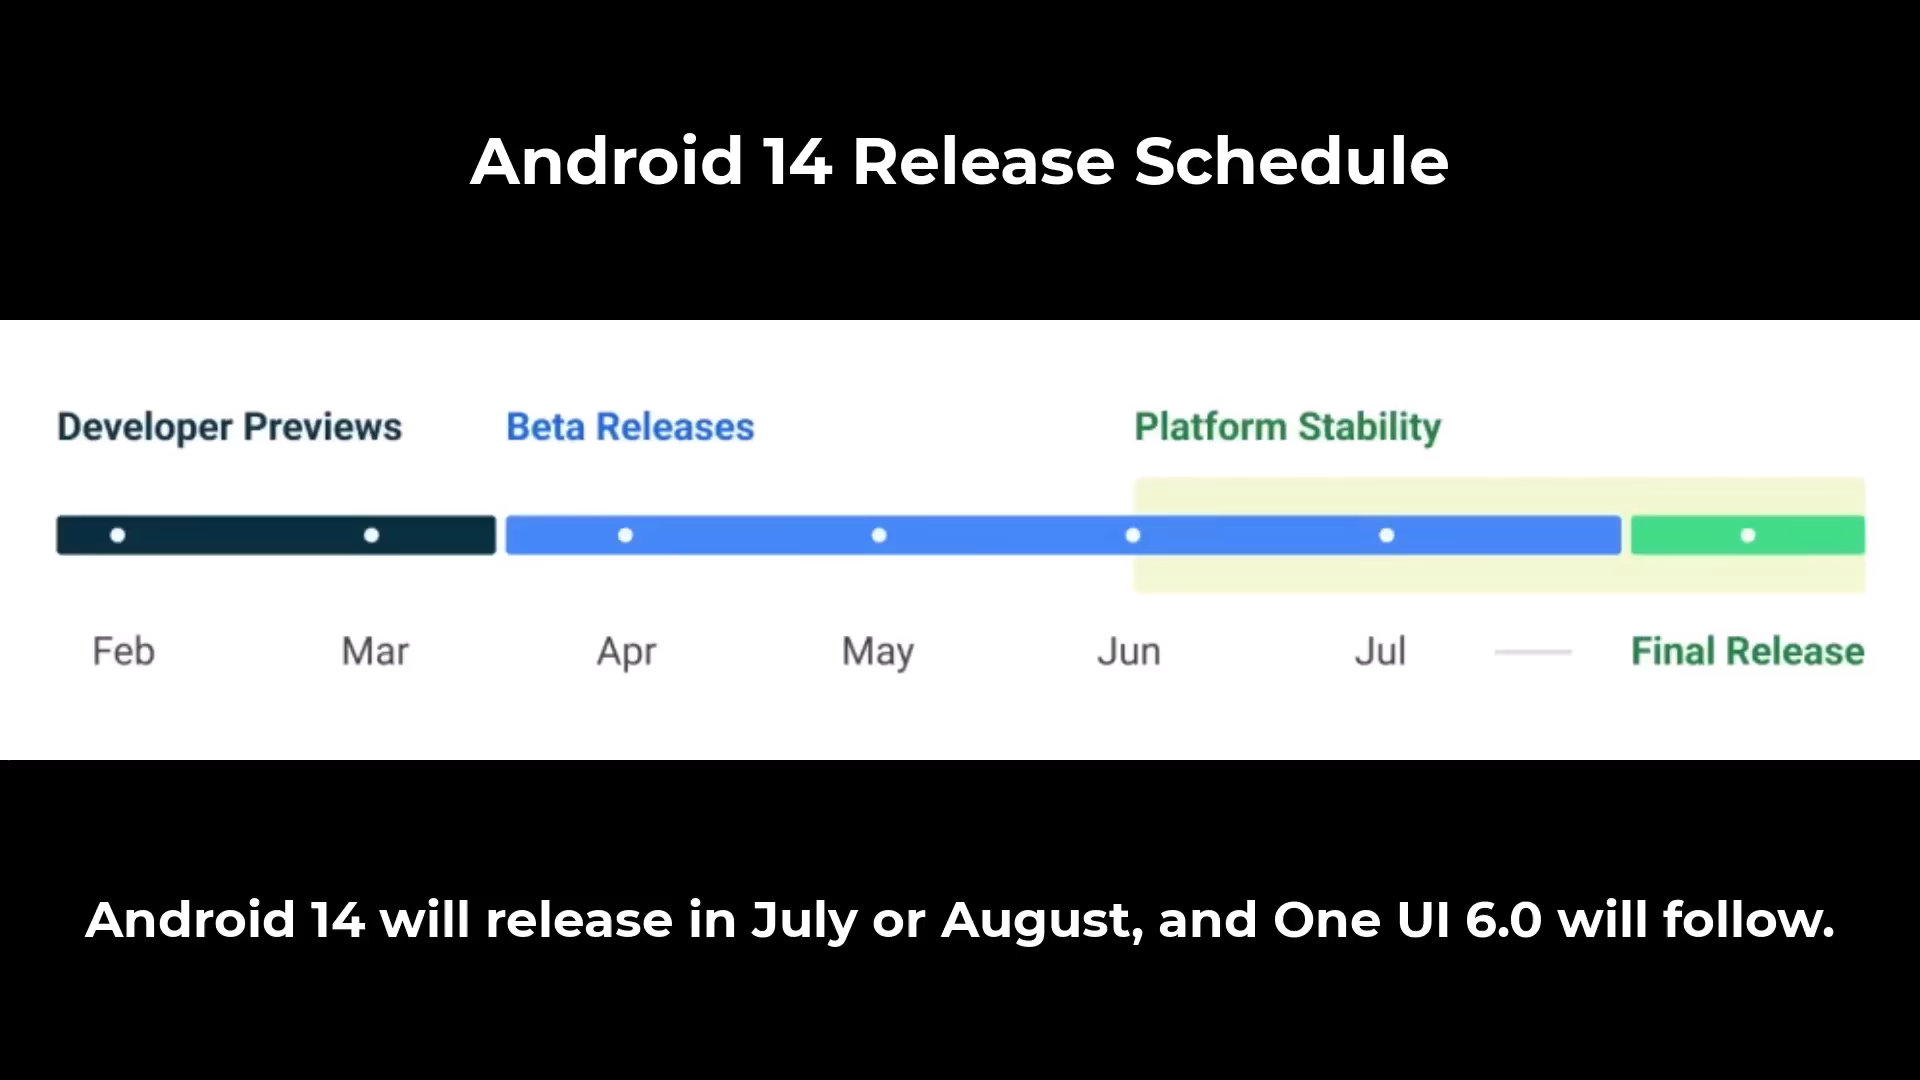 Android 14 Release Schedule
Developer Previews Beta Releases Platform Stability
Feb Mar Apr May Jun Jul Final Release
Android 14 will release in July or August, and One UI 6.0 will follow.